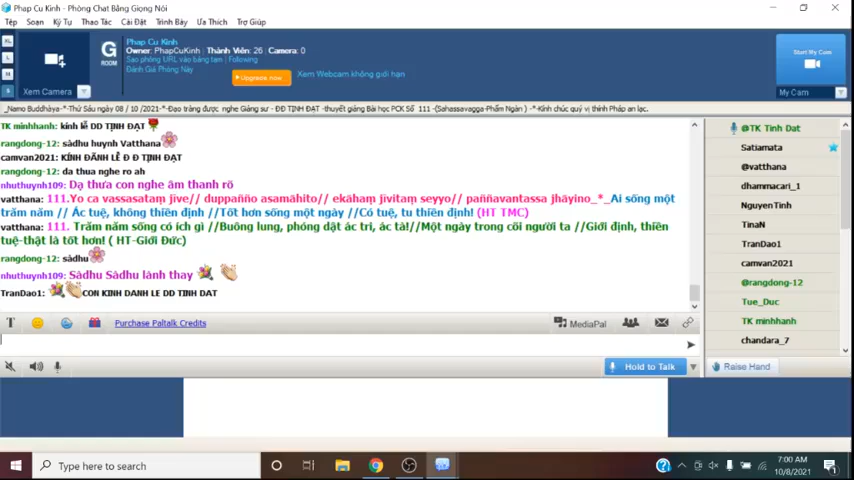 Phap Cu Kinh - Phòng Chat Bằng Giọng Nói
Tệp Soạn Ký Tự Thao Tác Cài Đặt Trình Bày Ưa Thích Trợ Giúp
XL
L
M
S
Xem Camera
G
ROOM
Phap Cu Kinh
Owner: PhapCuKinh | Thành Viên: 26 | Camera: 0
Sao phông URL vào bảng tạm | Following
Đánh Giá Phòng Này
Upgrade now
Xem Webcam không giới hạn
Start My Cam
My Cam
_Namo Buddhàya-*-Thứ Sáu ngày 08 / 10 /2021-*-Đạo tràng được nghe Giảng sư - ĐĐ TỊNH ĐẠT -thuyết giảng Bài học PCK Số 111 -(Sahassavagga-Phẩm Ngàn ) -*-Kính chúc quý vị thính Pháp an lạc.
TK minhhanh: kính lễ DD TỊNH ĐẠT
rangdong-12: sàdhu huynh Vatthana
camvan2021: KÍNH ĐÃNH LỄ Đ Đ TỊNH ĐẠT
rangdong-12: da thua nghe ro ah
nhuthuynh109: Dạ thưa con nghe âm thanh rõ
vatthana: 111.Yo ca vassasataṃ jīve// duppañño asamāhito// ekāhaṃ jīvitaṃ seyyo// paññavantassa jhāyino_*_Ai sống một
trăm năm // Ác tuệ, không thiền định //Tốt hơn sống một ngày //Có tuệ, tu thiền định! (HT TMC)
vatthana: 111. Trăm năm sống có ích gì //Buông lung, phóng dật ác tri, ác tà!//Một ngày trong cõi người ta //Giới định, thiền
tuệ-thật là tốt hơn! ( HT-Giới Đức)
rangdong-12: sàdhu
nhuthuynh109: Sàdhu Sàdhu lành thay
TranDao1: CON KINH DANH LE DD TINH DAT
@TK Tinh Dat
Satiamata
@vatthana
dhammacari_1
NguyenTinh
TinaN
TranDao1
camvan2021
@rangdong-12
Tue_Duc
TK minhhanh
chandara_7
T
Purchase Paltalk Credits
MediaPal
Hold to Talk
Raise Hand
Type here to search
7:00 AM
10/8/2021
1